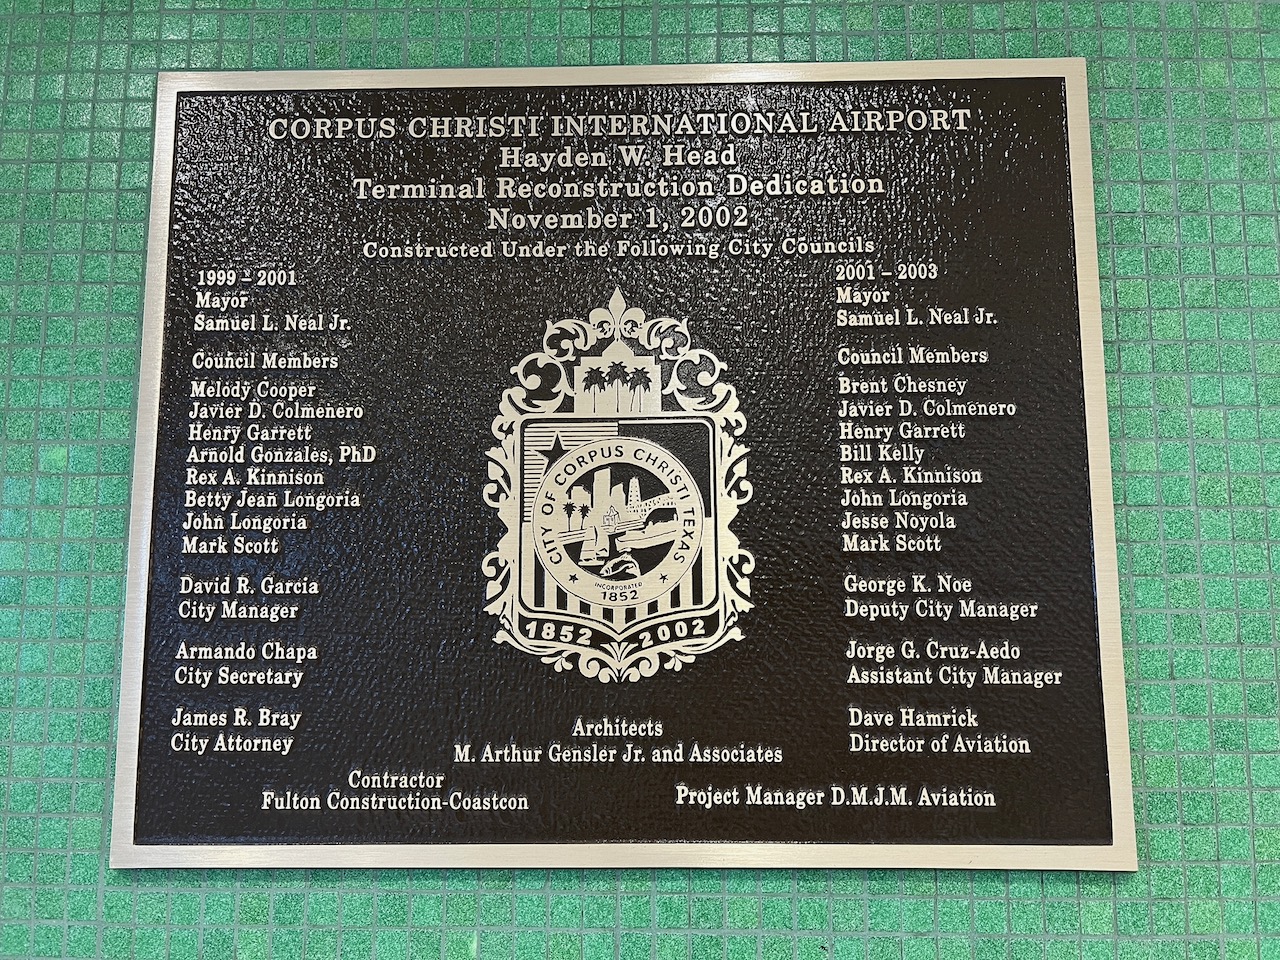 CORPUS CHRISTI INTERNATIONAL AIRPORT
Hayden W. Head
Terminal Reconstruction Dedication
November 1, 2002
Constructed Under the Following City Councils
1999 – 2001
Mayor
Samuel L. Neal Jr.
Council Members
Melody Cooper
Javier D. Colmenero
Henry Garrett
Arnold Gonzales, PhD
Rex A. Kinnison
Betty Jean Longoria
John Longoria
Mark Scott
David R. Garcia
City Manager
Armando Chapa
City Secretary
James R. Bray
City Attorney
CITY OF CORPUS CHRISTI TEXAS
INCORPORATED
1852
1852 2002
2001 – 2003
Mayor
Samuel L. Neal Jr.
Council Members
Brent Chesney
Javier D. Colmenero
Henry Garrett
Bill Kelly
Rex A. Kinnison
John Longoria
Jesse Noyola
Mark Scott
George K. Noe
Deputy City Manager
Jorge G. Cruz-Aedo
Assistant City Manager
Dave Hamrick
Director of Aviation
Architects
M. Arthur Gensler Jr. and Associates
Contractor
Fulton Construction-Coastcon
Project Manager D.M.J.M. Aviation